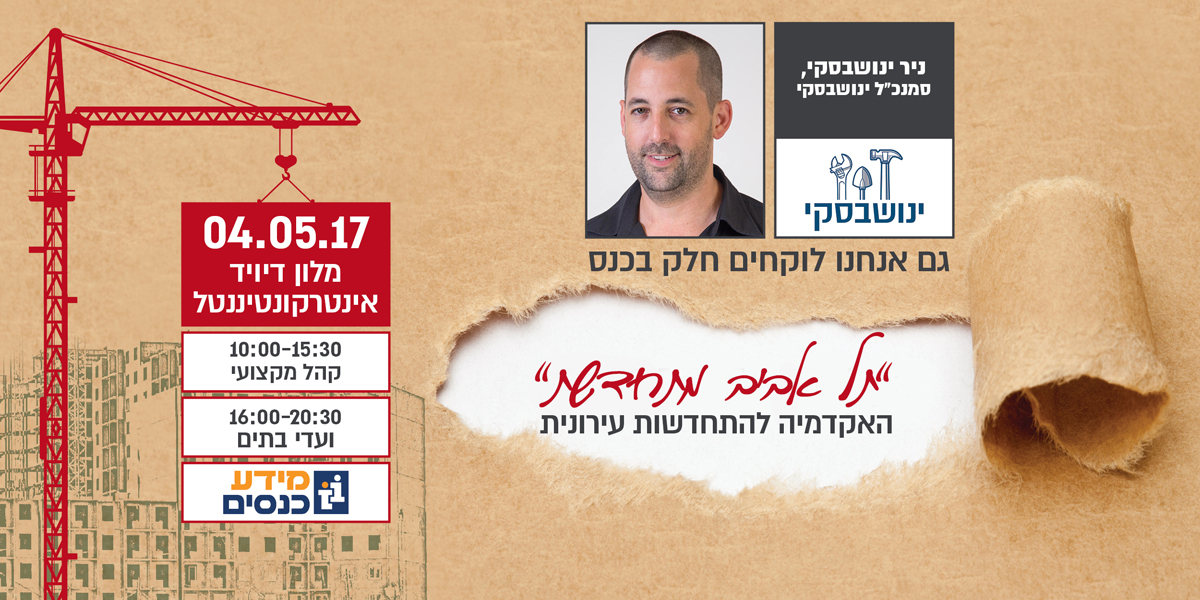 ניר ינושבסקי,
סמנכ"ל ינושבסקי
ינושבסקי
גם אנחנו לוקחים חלק בכנס
"תל אביב מתחדשת"
האקדמיה להתחדשות עירונית
04.05.17
מלון דיויד
אינטרקונטיננטל
10:00-15:30
קהל מקצועי
16:00-20:30
ועדי בתים
מידע
כנסים